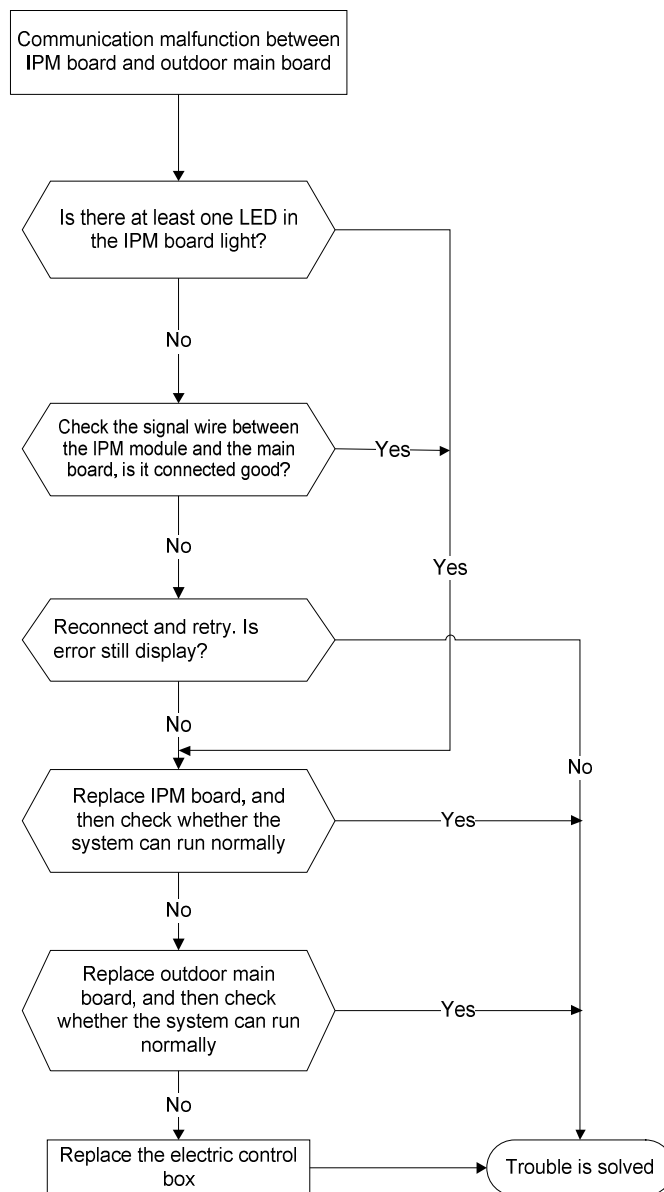 Communication malfunction between
IPM board and outdoor main board
Is there at least one LED in
the IPM board light?
No
Check the signal wire between
the IPM module and the main
board, is it connected good?
Yes
No
Yes
Reconnect and retry. Is
error still display?
No
No
Replace IPM board, and
then check whether the
system can run normally
Yes
No
Replace outdoor main
board, and then check
whether the system can run
normally
Yes
No
Replace the electric control
box
Trouble is solved